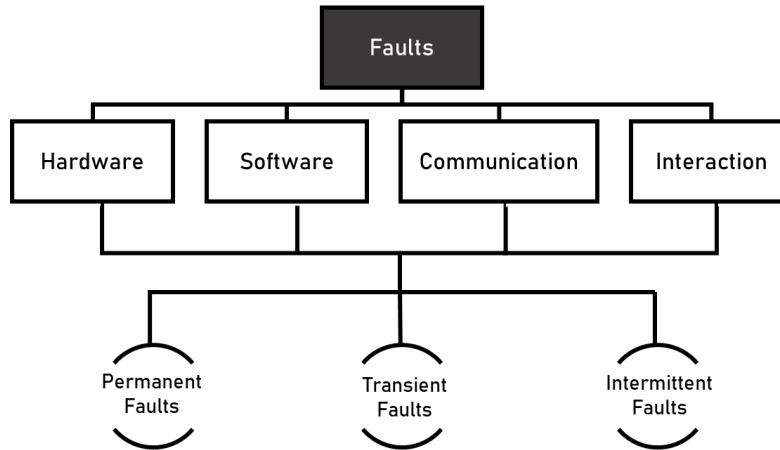 Faults
Hardware
Software
Communication
Interaction
Permanent
Faults
Transient
Faults
Intermittent
Faults